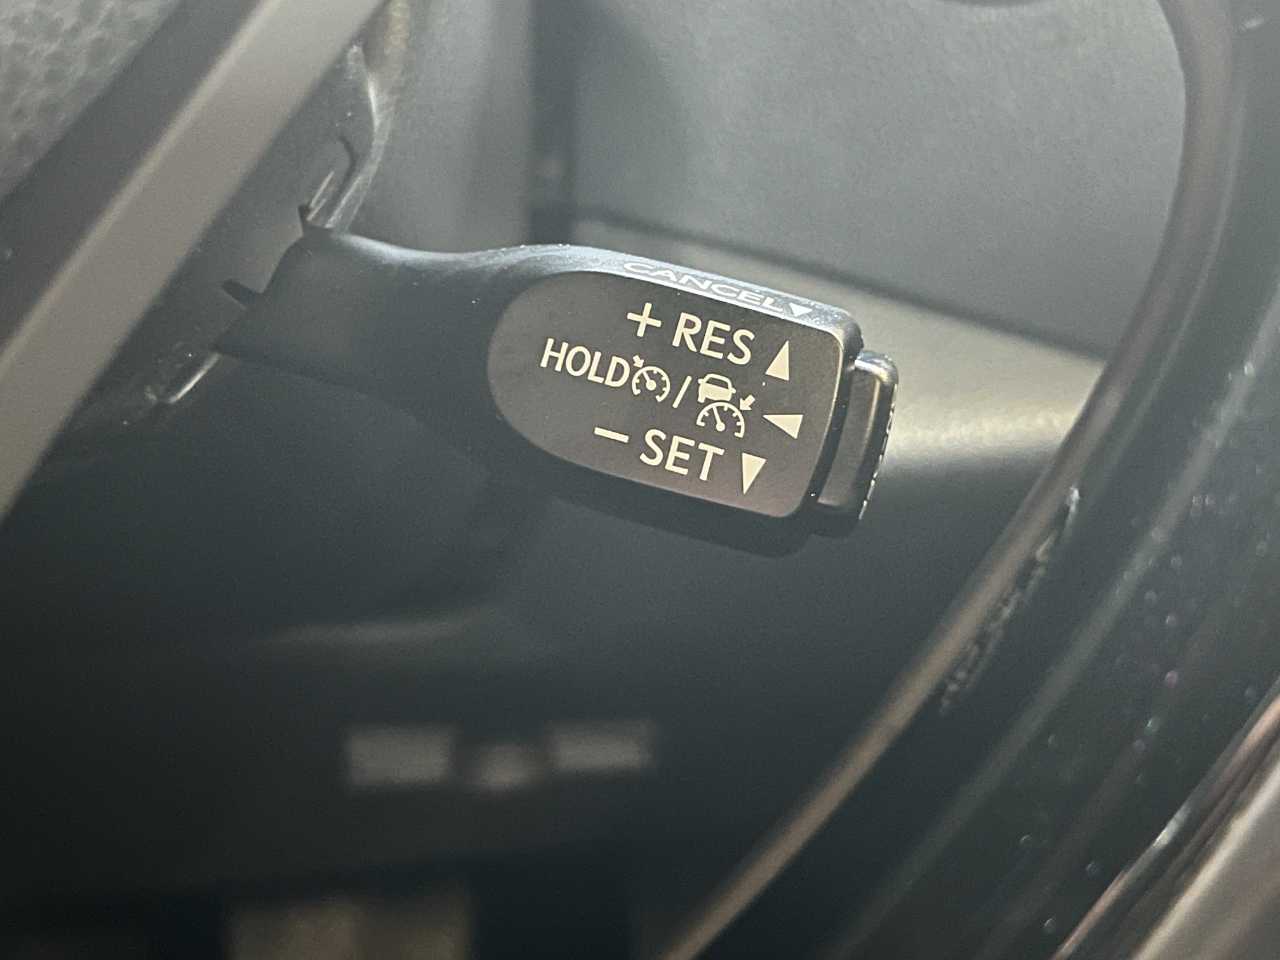 CANCEL▼
+ RES ▲
HOLD / ◀
− SET ▼